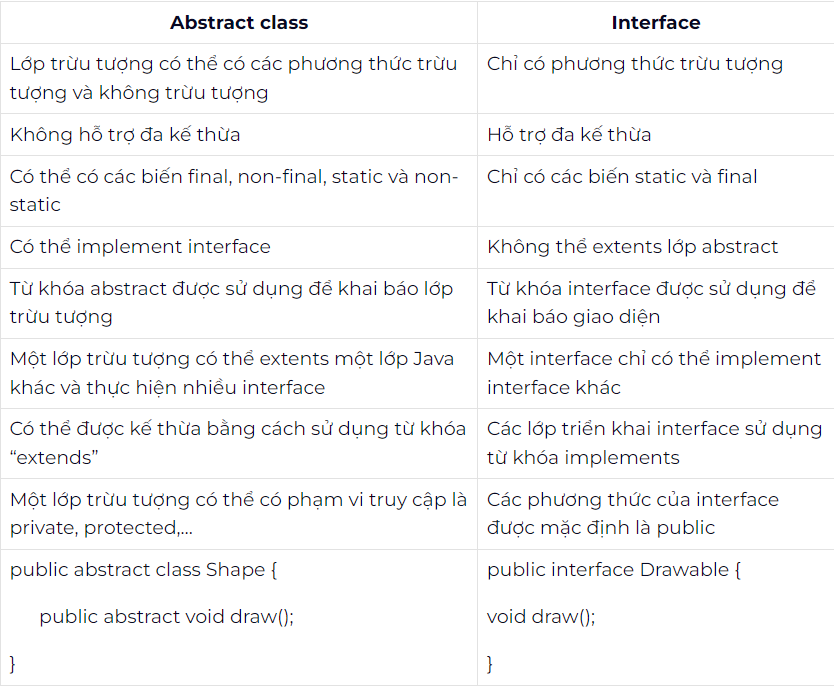 Abstract class
Interface
Lớp trừu tượng có thể có các phương thức trừu
tượng và không trừu tượng
Chỉ có phương thức trừu tượng
Không hỗ trợ đa kế thừa
Hỗ trợ đa kế thừa
Có thể có các biến final, non-final, static và non-
static
Chỉ có các biến static và final
Có thể implement interface
Không thể extents lớp abstract
Từ khóa abstract được sử dụng để khai báo lớp
trừu tượng
Từ khóa interface được sử dụng để
khai báo giao diện
Một lớp trừu tượng có thể extents một lớp Java
khác và thực hiện nhiều interface
Một interface chỉ có thể implement
interface khác
Có thể được kế thừa bằng cách sử dụng từ khóa
“extends”
Các lớp triển khai interface sử dụng
từ khóa implements
Một lớp trừu tượng có thể có phạm vi truy cập là
private, protected,...
Các phương thức của interface
được mặc định là public
public abstract class Shape {
public abstract void draw();
}
public interface Drawable {
void draw();
}